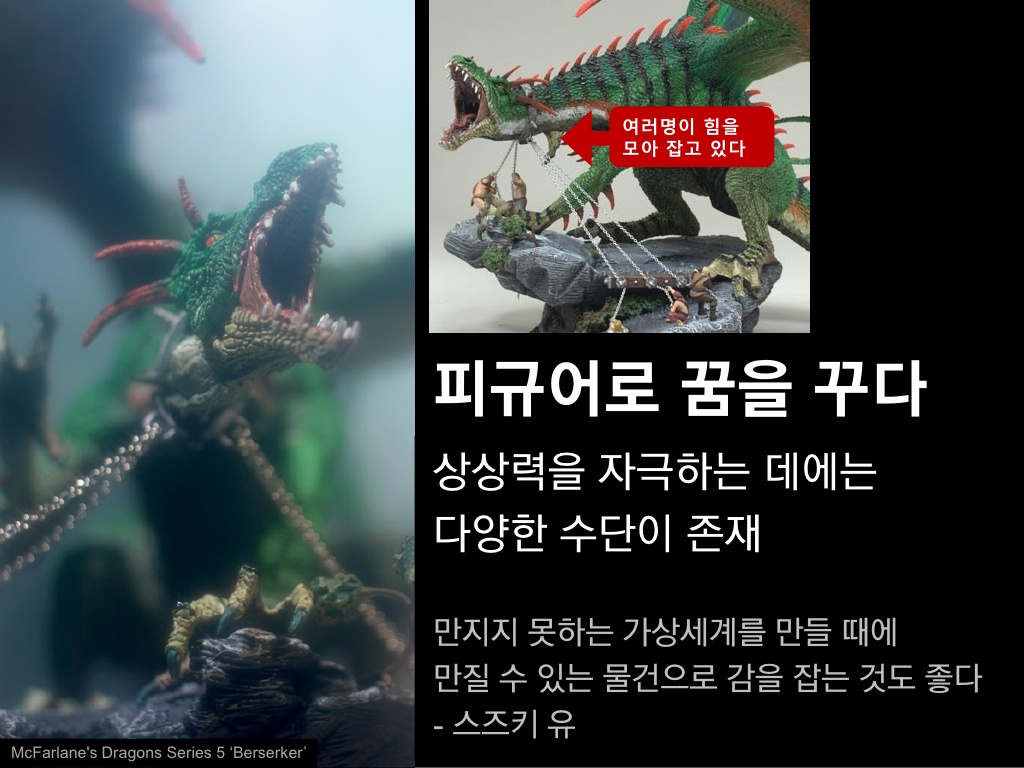 여러명이 힘을
모아 잡고 있다
피규어로 꿈을 꾸다
상상력을 자극하는 데에는
다양한 수단이 존재
만지지 못하는 가상세계를 만들 때에
만질 수 있는 물건으로 감을 잡는 것도 좋다
- 스즈키 유
McFarlane's Dragons Series 5 ‘Berserker’